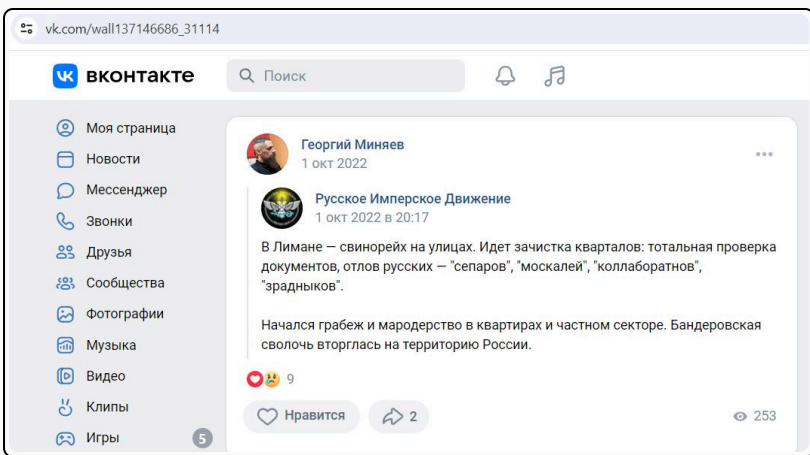 vk.com/wall137146686_31114
вконтакте
Поиск
Моя страница
Новости
Мессенджер
Звонки
Друзья
Сообщества
Фотографии
Музыка
Видео
Клипы
Игры 5
Георгий Миняев
1 окт 2022
Русское Имперское Движение
1 окт 2022 в 20:17
В Лимане — свинорейх на улицах. Идет зачистка кварталов: тотальная проверка
документов, отлов русских — "сепаров", "москалей", "коллаборатнов",
"зрадныков".
Начался грабеж и мародерство в квартирах и частном секторе. Бандеровская
сволочь вторглась на территорию России.
9
Нравится 2 253